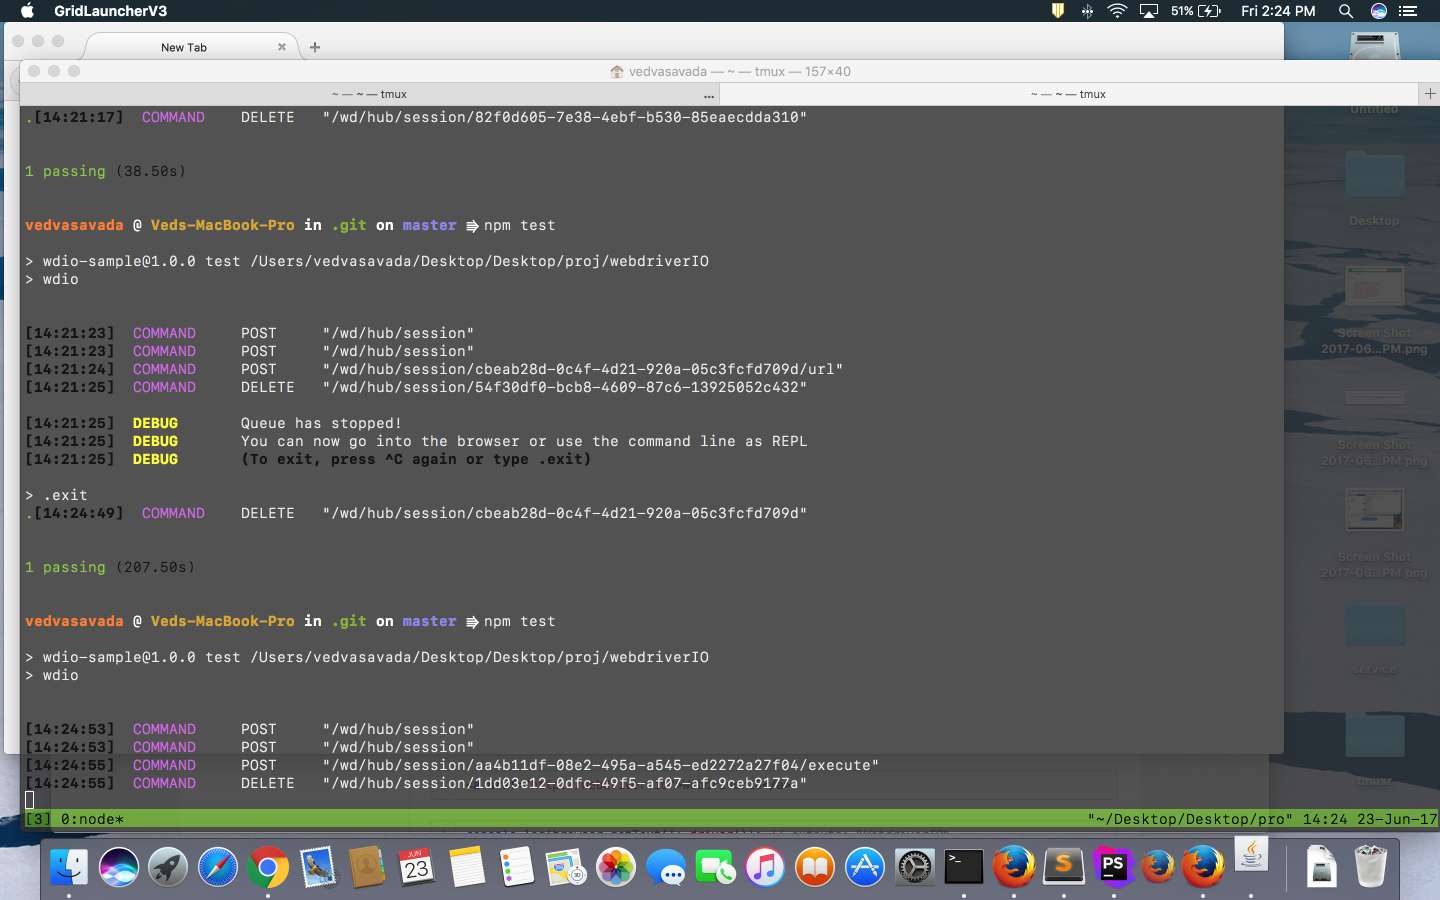 GridLauncherV3
51%
Fri 2:24 PM
New Tab
vedvasavada — ~ — tmux — 157×40
~ — ~ — tmux
...
~ — ~ — tmux
.[14:21:17] COMMAND DELETE "/wd/hub/session/82f0d605-7e38-4ebf-b530-85eaecdda310"
1 passing (38.50s)
vedvasavada @ Veds-MacBook-Pro in .git on master ⇛ npm test
> wdio-sample@1.0.0 test /Users/vedvasavada/Desktop/Desktop/proj/webdriverIO
> wdio
[14:21:23] COMMAND POST "/wd/hub/session"
[14:21:23] COMMAND POST "/wd/hub/session"
[14:21:24] COMMAND POST "/wd/hub/session/cbeab28d-0c4f-4d21-920a-05c3fcfd709d/url"
[14:21:25] COMMAND DELETE "/wd/hub/session/54f30df0-bcb8-4609-87c6-13925052c432"
[14:21:25] DEBUG Queue has stopped!
[14:21:25] DEBUG You can now go into the browser or use the command line as REPL
[14:21:25] DEBUG (To exit, press ^C again or type .exit)
> .exit
.[14:24:49] COMMAND DELETE "/wd/hub/session/cbeab28d-0c4f-4d21-920a-05c3fcfd709d"
1 passing (207.50s)
vedvasavada @ Veds-MacBook-Pro in .git on master ⇛ npm test
> wdio-sample@1.0.0 test /Users/vedvasavada/Desktop/Desktop/proj/webdriverIO
> wdio
[14:24:53] COMMAND POST "/wd/hub/session"
[14:24:53] COMMAND POST "/wd/hub/session"
[14:24:55] COMMAND POST "/wd/hub/session/aa4b11df-08e2-495a-a545-ed2272a27f04/execute"
[14:24:55] COMMAND DELETE "/wd/hub/session/1dd03e12-0dfc-49f5-af07-afc9ceb9177a"
[3] 0:node*
"~/Desktop/Desktop/pro" 14:24 23-Jun-17
Untitled
Desktop
Screen Shot
2017-06...PM.png
Screen Shot
2017-06...PM.png
Screen Shot
2017-06...PM.png
service
JUN
23
PS